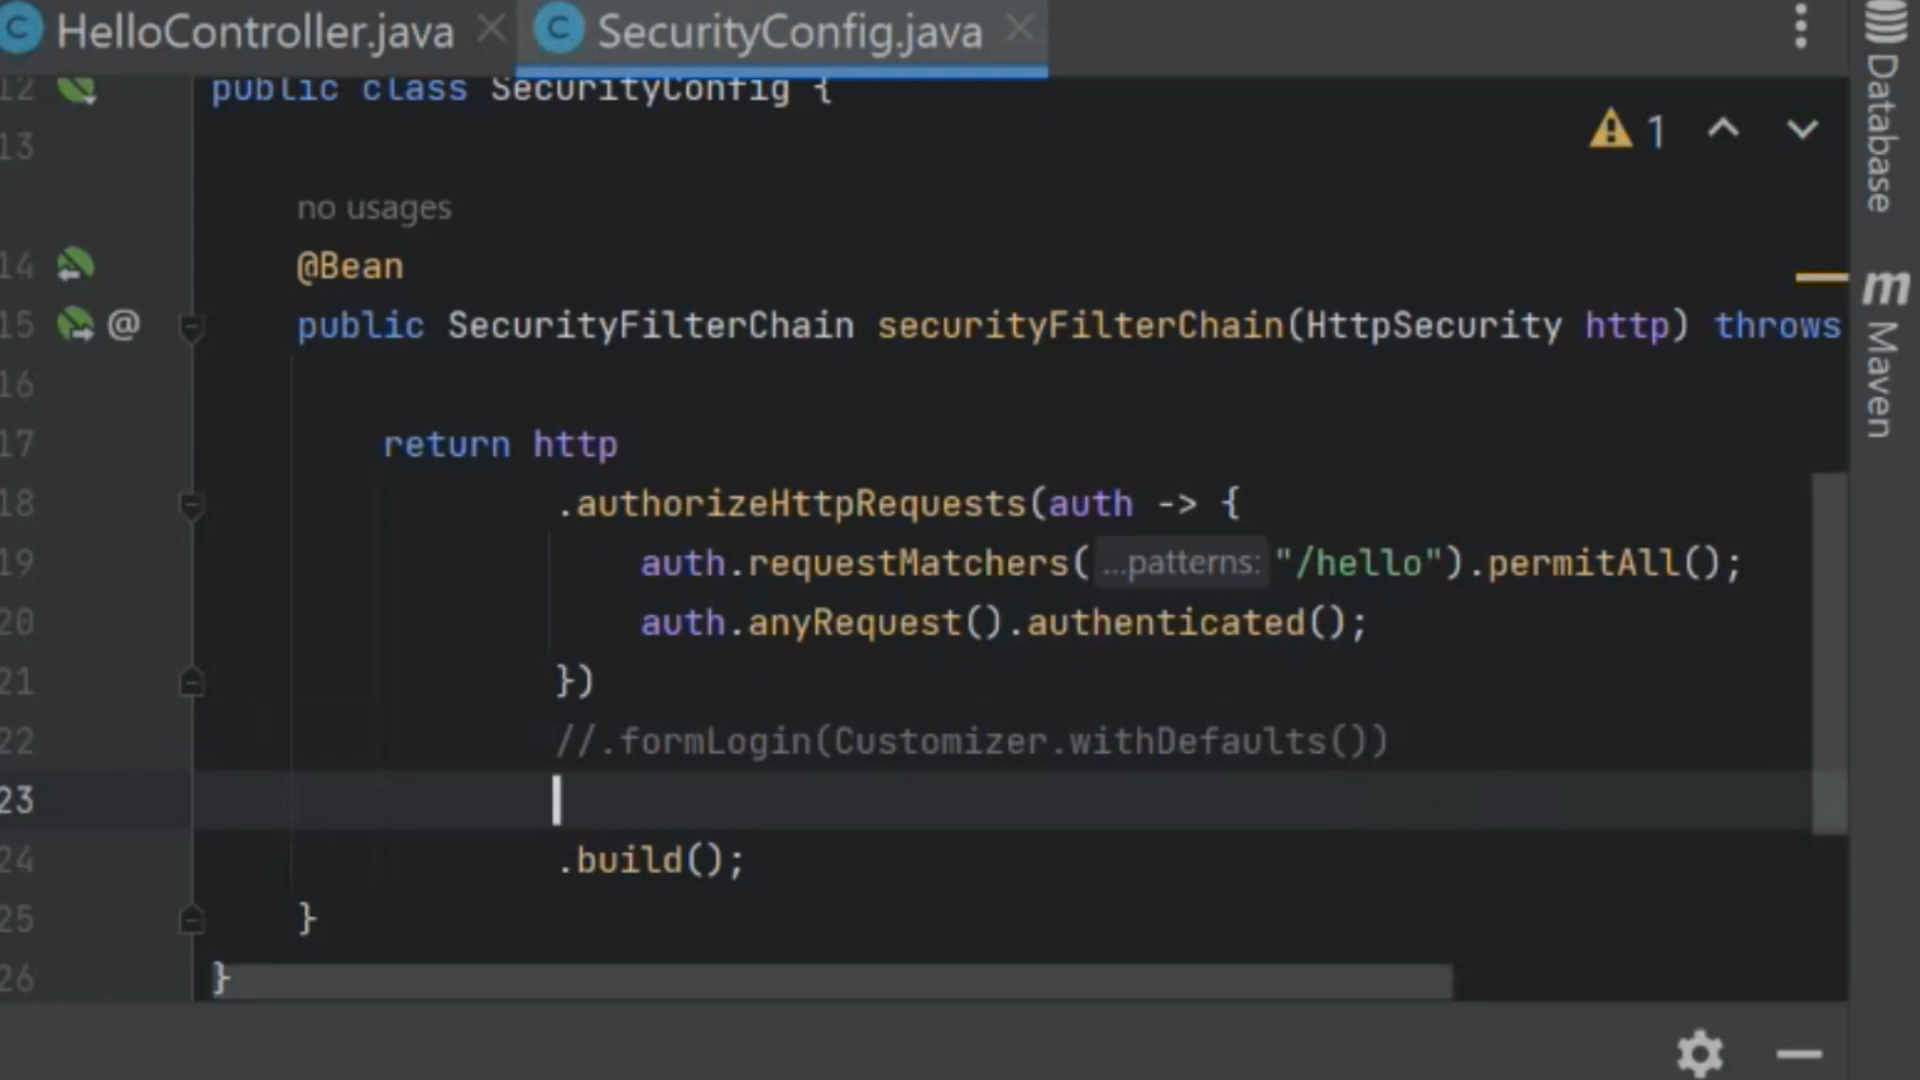 HelloController.java SecurityConfig.java
12 public class SecurityConfig {
13
1
no usages
14 @Bean
15 @ public SecurityFilterChain securityFilterChain(HttpSecurity http) throws
16
17 return http
18 .authorizeHttpRequests(auth -> {
19 auth.requestMatchers( ...patterns: "/hello").permitAll();
20 auth.anyRequest().authenticated();
21 })
22 //.formLogin(Customizer.withDefaults())
23
24 .build();
25 }
26 }
Database
m Maven